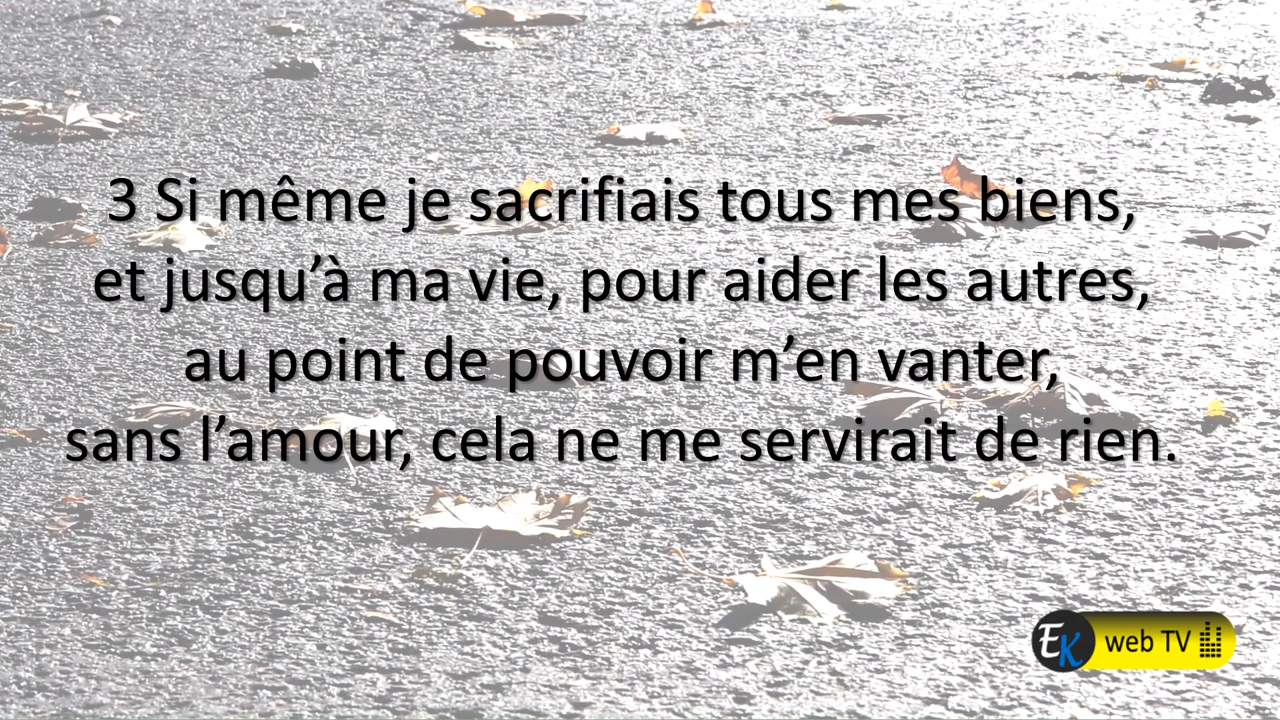 3 Si même je sacrifiais tous mes biens,
et jusqu’à ma vie, pour aider les autres,
au point de pouvoir m’en vanter,
sans l’amour, cela ne me servirait de rien.
EK web TV